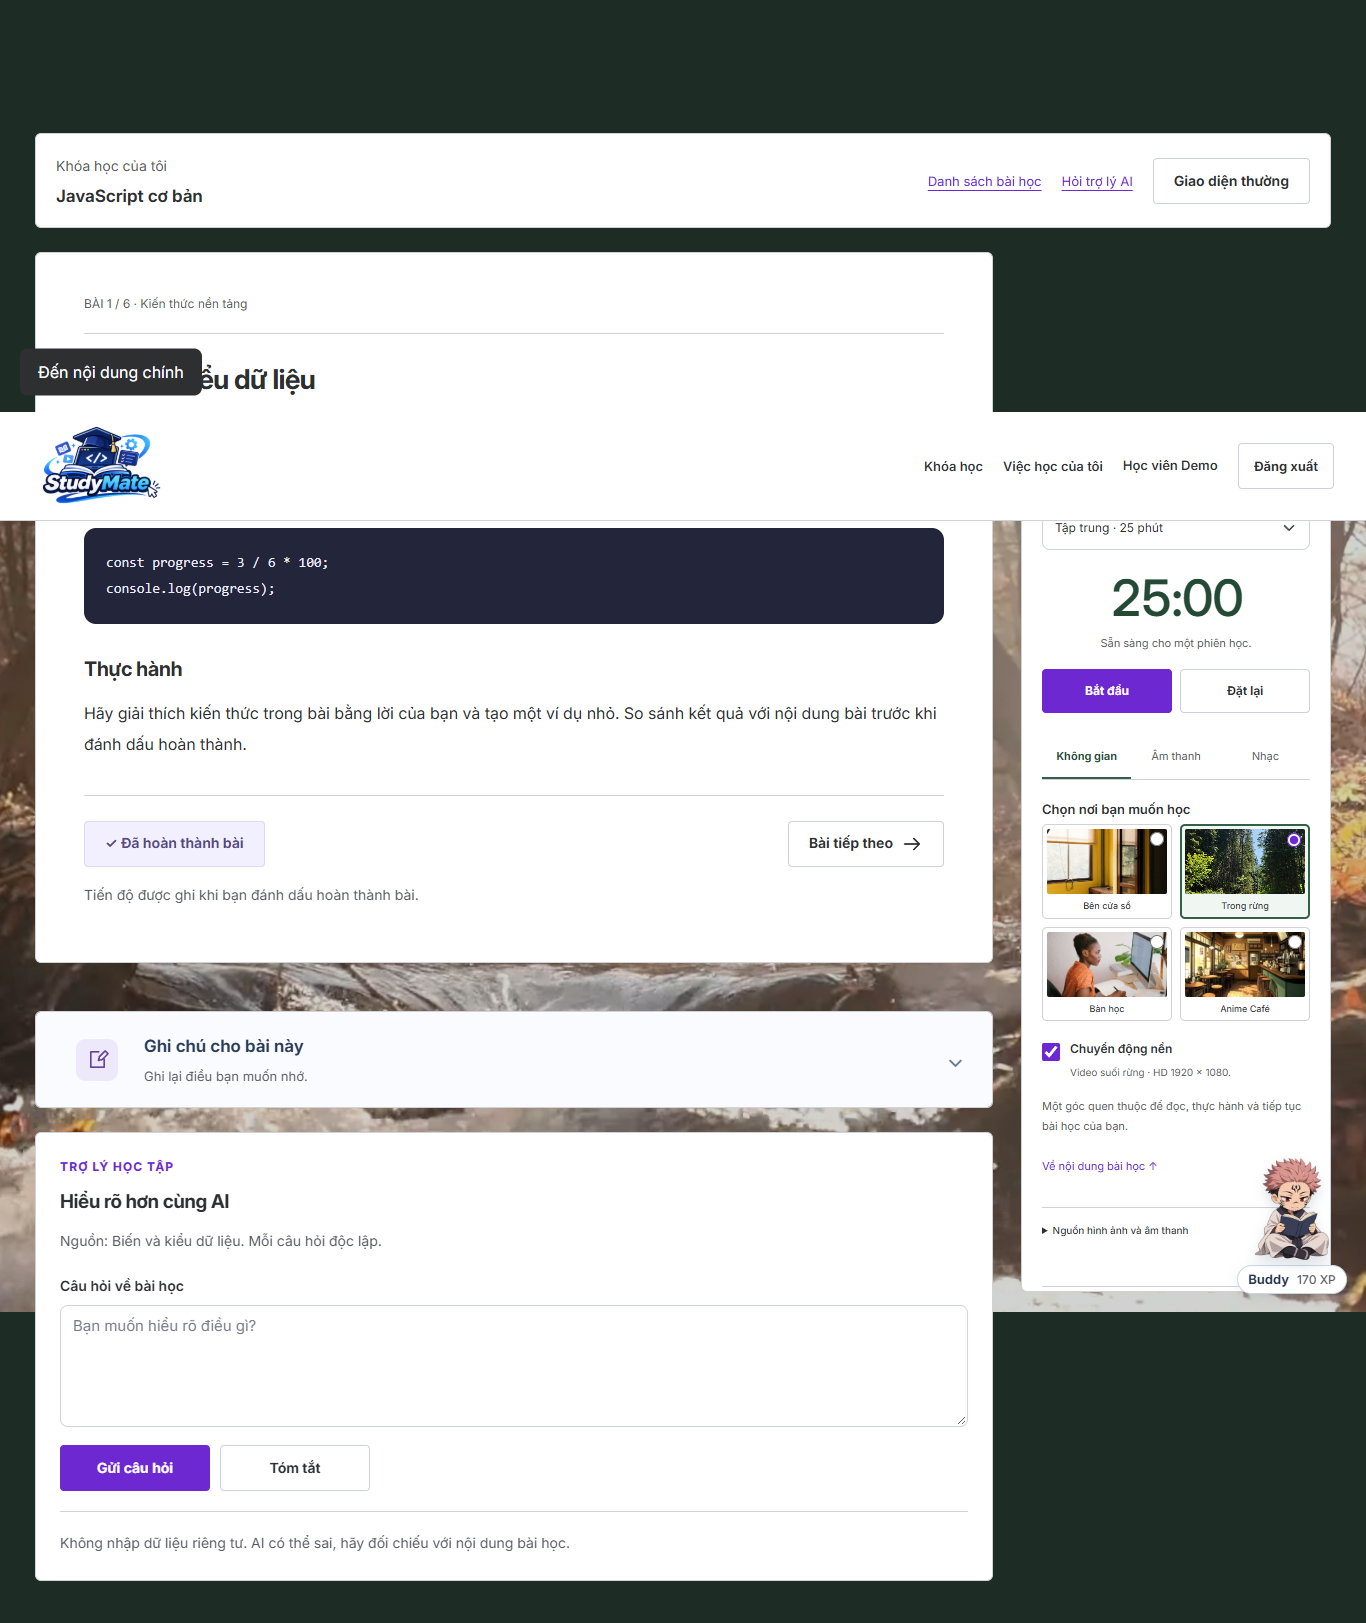 Khóa học của tôi
JavaScript cơ bản
Danh sách bài học
Hỏi trợ lý AI
Giao diện thường
BÀI 1 / 6 · Kiến thức nền tảng
Đến nội dung chính
ểu dữ liệu
</>
StudyMate
Khóa học
Việc học của tôi
Học viên Demo
Đăng xuất
const progress = 3 / 6 * 100;
console.log(progress);
Thực hành
Hãy giải thích kiến thức trong bài bằng lời của bạn và tạo một ví dụ nhỏ. So sánh kết quả với nội dung bài trước khi
đánh dấu hoàn thành.
✓ Đã hoàn thành bài
Bài tiếp theo →
Tiến độ được ghi khi bạn đánh dấu hoàn thành bài.
Ghi chú cho bài này
Ghi lại điều bạn muốn nhớ.
TRỢ LÝ HỌC TẬP
Hiểu rõ hơn cùng AI
Nguồn: Biến và kiểu dữ liệu. Mỗi câu hỏi độc lập.
Câu hỏi về bài học
Bạn muốn hiểu rõ điều gì?
Gửi câu hỏi
Tóm tắt
Không nhập dữ liệu riêng tư. AI có thể sai, hãy đối chiếu với nội dung bài học.
Tập trung · 25 phút
25:00
Sẵn sàng cho một phiên học.
Bắt đầu
Đặt lại
Không gian
Âm thanh
Nhạc
Chọn nơi bạn muốn học
Bên cửa sổ
Trong rừng
Bàn học
Anime Café
Chuyển động nền
Video suối rừng · HD 1920 × 1080.
Một góc quen thuộc để đọc, thực hành và tiếp tục
bài học của bạn.
Về nội dung bài học ↑
Nguồn hình ảnh và âm thanh
Buddy 170 XP